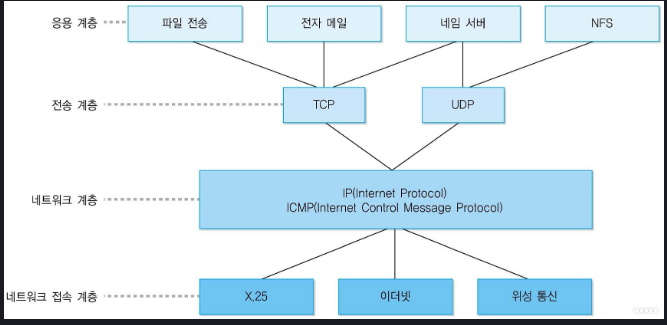 응용 계층
파일 전송
전자 메일
네임 서버
NFS
전송 계층
TCP
UDP
네트워크 계층
IP(Internet Protocol)
ICMP(Internet Control Message Protocol)
네트워크 접속 계층
X.25
이더넷
위성 통신
NAVER